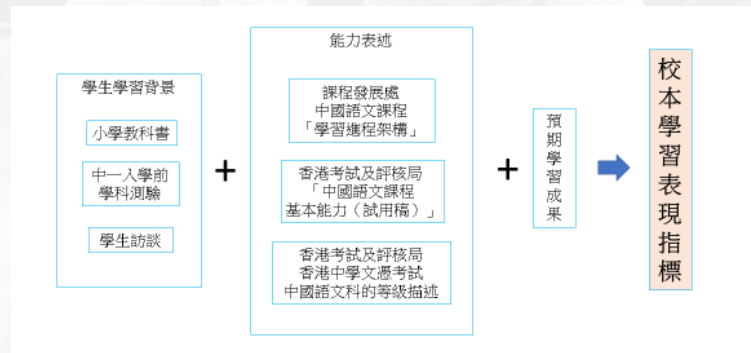 學生學習背景
小學教科書
中一入學前
學科測驗
學生訪談
+
能力表述
課程發展處
中國語文課程
「學習進程架構」
香港考試及評核局
「中國語文課程
基本能力（試用稿）」
香港考試及評核局
香港中學文憑考試
中國語文科的等級描述
+
預期學習成果
校本學習表現指標